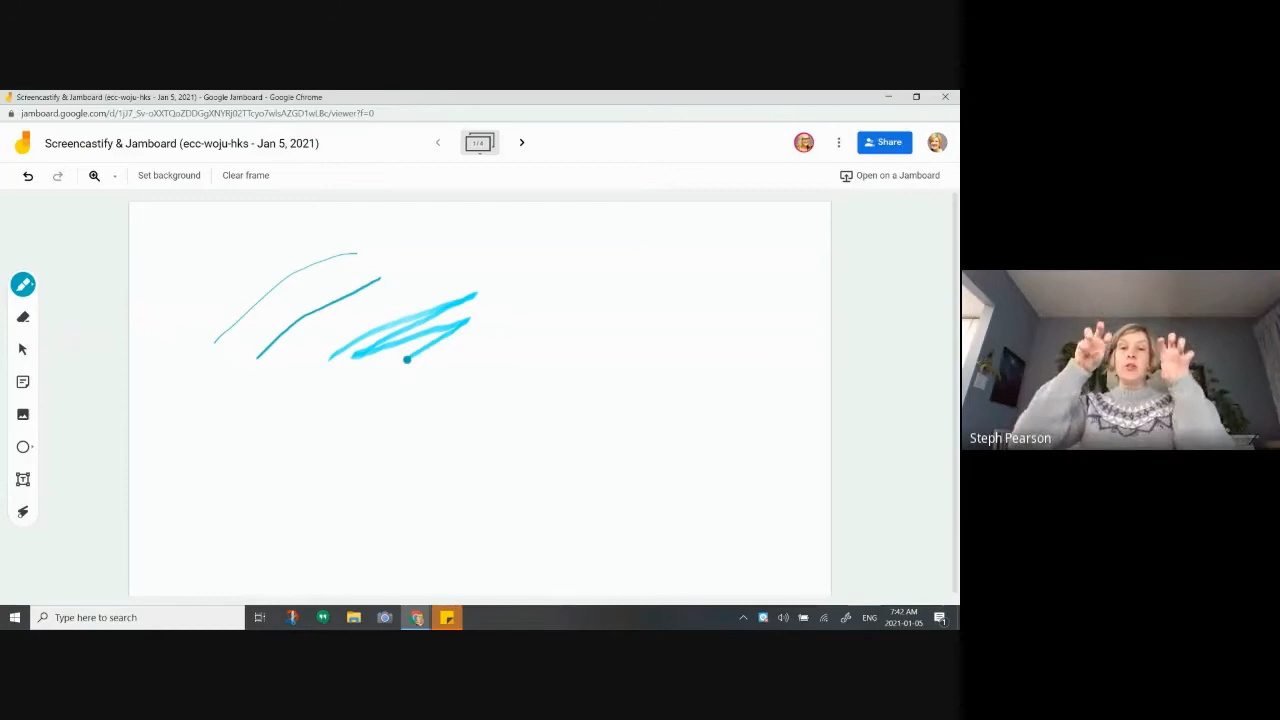 Screencastify & Jamboard (ecc-woju-hks - Jan 5, 2021) - Google Jamboard - Google Chrome
Screencastify & Jamboard (ecc-woju-hks - Jan 5, 2021)
1/4
Share
Set background
Clear frame
Open on a Jamboard
Steph Pearson
Type here to search
ENG
7:42 AM
2021-01-05